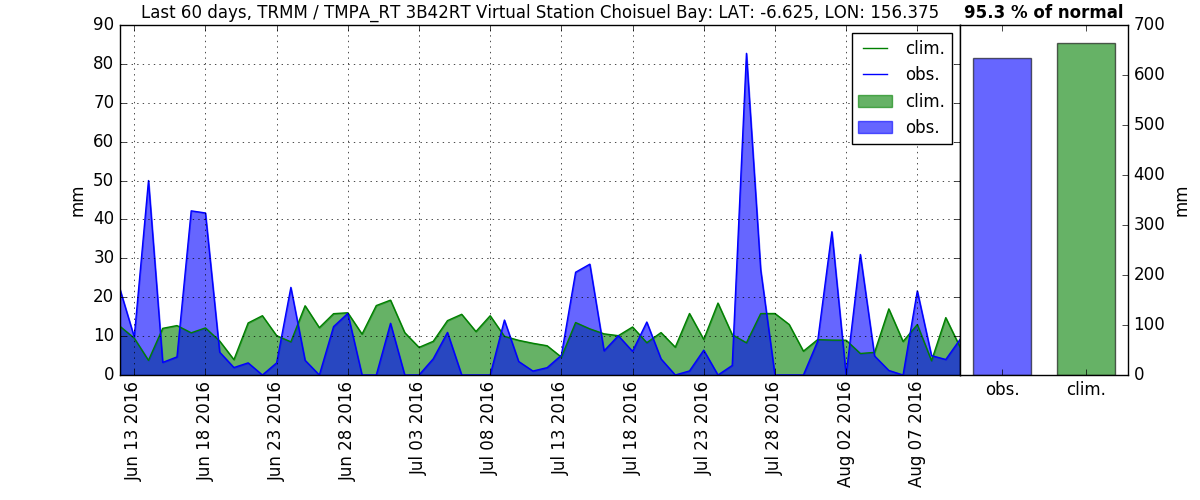 Last 60 days, TRMM / TMPA_RT 3B42RT Virtual Station Choisuel Bay: LAT: -6.625, LON: 156.375
95.3 % of normal
90
80
70
60
50
40
30
20
10
0
mm
clim.
obs.
clim.
obs.
Jun 13 2016
Jun 18 2016
Jun 23 2016
Jun 28 2016
Jul 03 2016
Jul 08 2016
Jul 13 2016
Jul 18 2016
Jul 23 2016
Jul 28 2016
Aug 02 2016
Aug 07 2016
700
600
500
400
300
200
100
0
mm
obs.
clim.